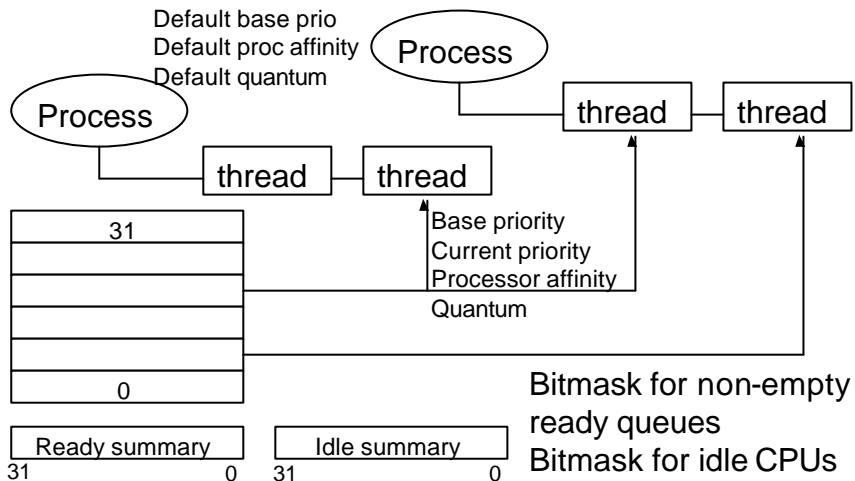 Default base prio
Default proc affinity
Default quantum
Process
Process
thread
thread
thread
thread
31
0
Base priority
Current priority
Processor affinity
Quantum
Ready summary
31
0
Idle summary
31
0
Bitmask for non-empty
ready queues
Bitmask for idle CPUs